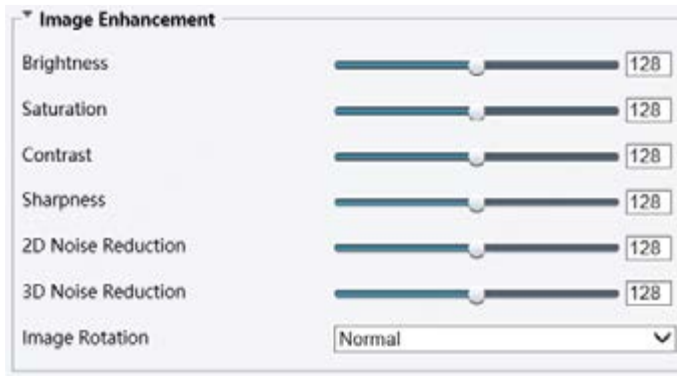 Image Enhancement
Brightness 128
Saturation 128
Contrast 128
Sharpness 128
2D Noise Reduction 128
3D Noise Reduction 128
Image Rotation Normal